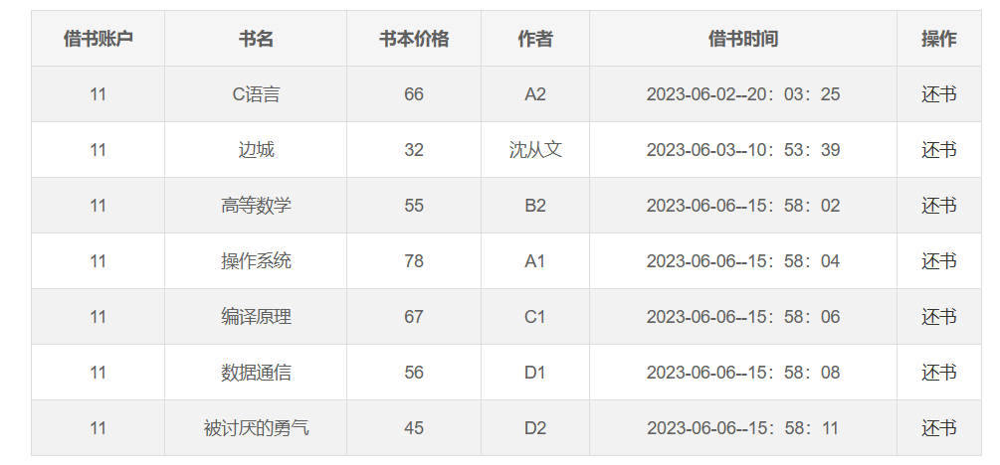 借书账户 书名 书本价格 作者 借书时间 操作
11 C语言 66 A2 2023-06-02--20：03：25 还书
11 边城 32 沈从文 2023-06-03--10：53：39 还书
11 高等数学 55 B2 2023-06-06--15：58：02 还书
11 操作系统 78 A1 2023-06-06--15：58：04 还书
11 编译原理 67 C1 2023-06-06--15：58：06 还书
11 数据通信 56 D1 2023-06-06--15：58：08 还书
11 被讨厌的勇气 45 D2 2023-06-06--15：58：11 还书